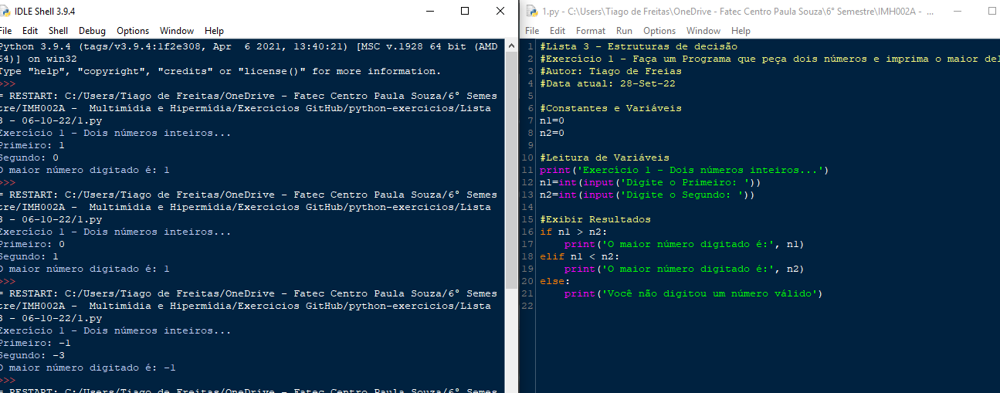 IDLE Shell 3.9.4
File Edit Shell Debug Options Window Help
Python 3.9.4 (tags/v3.9.4:1f2e308, Apr  6 2021, 13:40:21) [MSC v.1928 64 bit (AMD
64)] on win32
Type "help", "copyright", "credits" or "license()" for more information.
>>>
= RESTART: C:/Users/Tiago de Freitas/OneDrive - Fatec Centro Paula Souza/6° Semes
tre/IMH002A -  Multimídia e Hipermídia/Exercicios GitHub/python-exercicios/Lista
3 - 06-10-22/1.py
Exercício 1 - Dois números inteiros...
Primeiro: 1
Segundo: 0
O maior número digitado é: 1
>>>
= RESTART: C:/Users/Tiago de Freitas/OneDrive - Fatec Centro Paula Souza/6° Semes
tre/IMH002A -  Multimídia e Hipermídia/Exercicios GitHub/python-exercicios/Lista
3 - 06-10-22/1.py
Exercício 1 - Dois números inteiros...
Primeiro: 0
Segundo: 1
O maior número digitado é: 1
>>>
= RESTART: C:/Users/Tiago de Freitas/OneDrive - Fatec Centro Paula Souza/6° Semes
tre/IMH002A -  Multimídia e Hipermídia/Exercicios GitHub/python-exercicios/Lista
3 - 06-10-22/1.py
Exercício 1 - Dois números inteiros...
Primeiro: -1
Segundo: -3
O maior número digitado é: -1
>>>
= RESTART: C:/Users/Tiago de Freitas/OneDrive - Fatec Centro Paula Souza/6° Semes
1.py - C:\Users\Tiago de Freitas\OneDrive - Fatec Centro Paula Souza\6° Semestre\IMH002A - ...
File Edit Format Run Options Window Help
1 #Lista 3 - Estruturas de decisão
2 #Exercício 1 - Faça um Programa que peça dois números e imprima o maior del
3 #Autor: Tiago de Freias
4 #Data atual: 28-Set-22
5
6 #Constantes e Variáveis
7 n1=0
8 n2=0
9
10 #Leitura de Variáveis
11 print('Exercício 1 - Dois números inteiros...')
12 n1=int(input('Digite o Primeiro: '))
13 n2=int(input('Digite o Segundo: '))
14
15 #Exibir Resultados
16 if n1 > n2:
17     print('O maior número digitado é:', n1)
18 elif n1 < n2:
19     print('O maior número digitado é:', n2)
20 else:
21     print('Você não digitou um número válido')
22